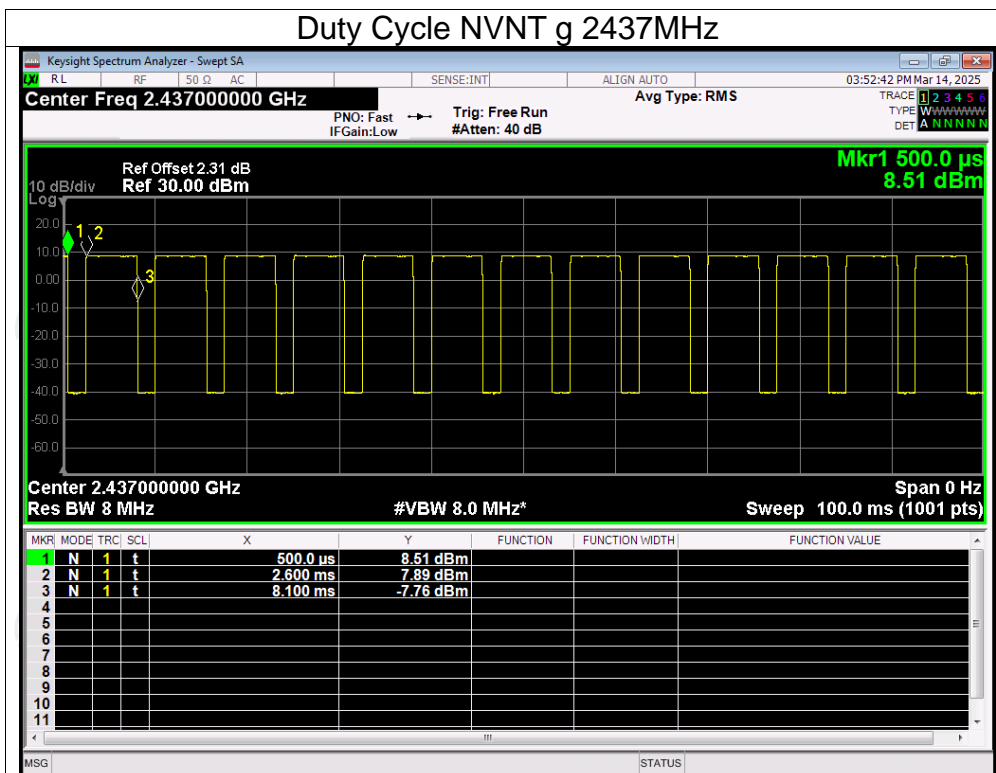 Duty Cycle NVNT g 2437MHz
Keysight Spectrum Analyzer - Swept SA
LXI RL RF 50 Ω AC SENSE:INT ALIGN AUTO 03:52:42 PM Mar 14, 2025
Center Freq 2.437000000 GHz Avg Type: RMS TRACE 1 2 3 4 5 6
PNO: Fast Trig: Free Run TYPE WWWWWW
IFGain:Low #Atten: 40 dB DET A N N N N N
Mkr1 500.0 µs
Ref Offset 2.31 dB 8.51 dBm
10 dB/div Ref 30.00 dBm
Log
20.0
1 2
10.0
0.00 3
-10.0
-20.0
-30.0
-40.0
-50.0
-60.0
Center 2.437000000 GHz Span 0 Hz
Res BW 8 MHz #VBW 8.0 MHz* Sweep 100.0 ms (1001 pts)
MKR MODE TRC SCL X Y FUNCTION FUNCTION WIDTH FUNCTION VALUE
1 N 1 t 500.0 µs 8.51 dBm
2 N 1 t 2.600 ms 7.89 dBm
3 N 1 t 8.100 ms -7.76 dBm
4
5
6
7
8
9
10
11
MSG STATUS